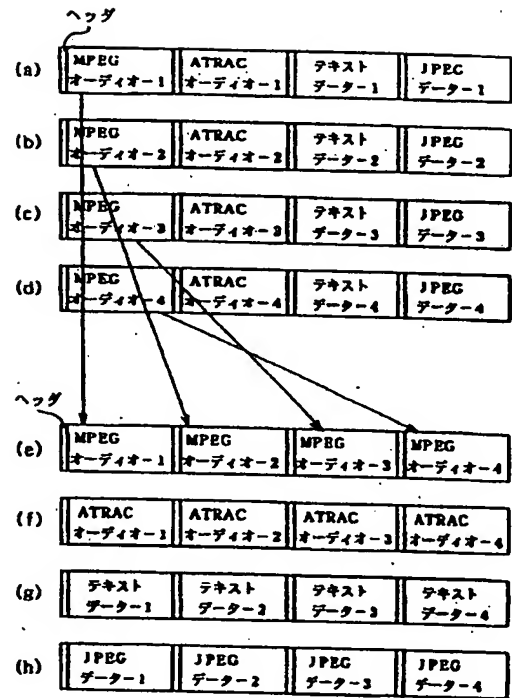 ヘッダ
(a) MPEG オーディオ-1 ATRAC オーディオ-1 テキスト データ-1 JPEG データ-1
(b) MPEG オーディオ-2 ATRAC オーディオ-2 テキスト データ-2 JPEG データ-2
(c) MPEG オーディオ-3 ATRAC オーディオ-3 テキスト データ-3 JPEG データ-3
(d) MPEG オーディオ-4 ATRAC オーディオ-4 テキスト データ-4 JPEG データ-4
ヘッダ
(e) MPEG オーディオ-1 MPEG オーディオ-2 MPEG オーディオ-3 MPEG オーディオ-4
(f) ATRAC オーディオ-1 ATRAC オーディオ-2 ATRAC オーディオ-3 ATRAC オーディオ-4
(g) テキスト データ-1 テキスト データ-2 テキスト データ-3 テキスト データ-4
(h) JPEG データ-1 JPEG データ-2 JPEG データ-3 JPEG データ-4